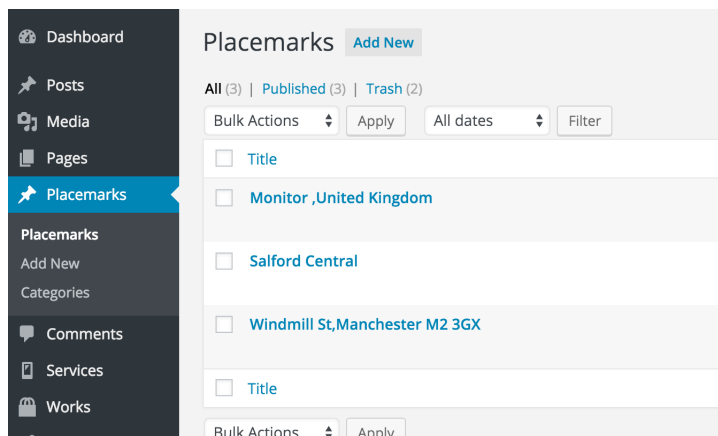 Dashboard
Posts
Media
Pages
Placemarks
Placemarks
Add New
Categories
Comments
Services
Works
Placemarks Add New
All (3) | Published (3) | Trash (2)
Bulk Actions Apply All dates Filter
Title
Monitor ,United Kingdom
Salford Central
Windmill St,Manchester M2 3GX
Title
Bulk Actions Apply